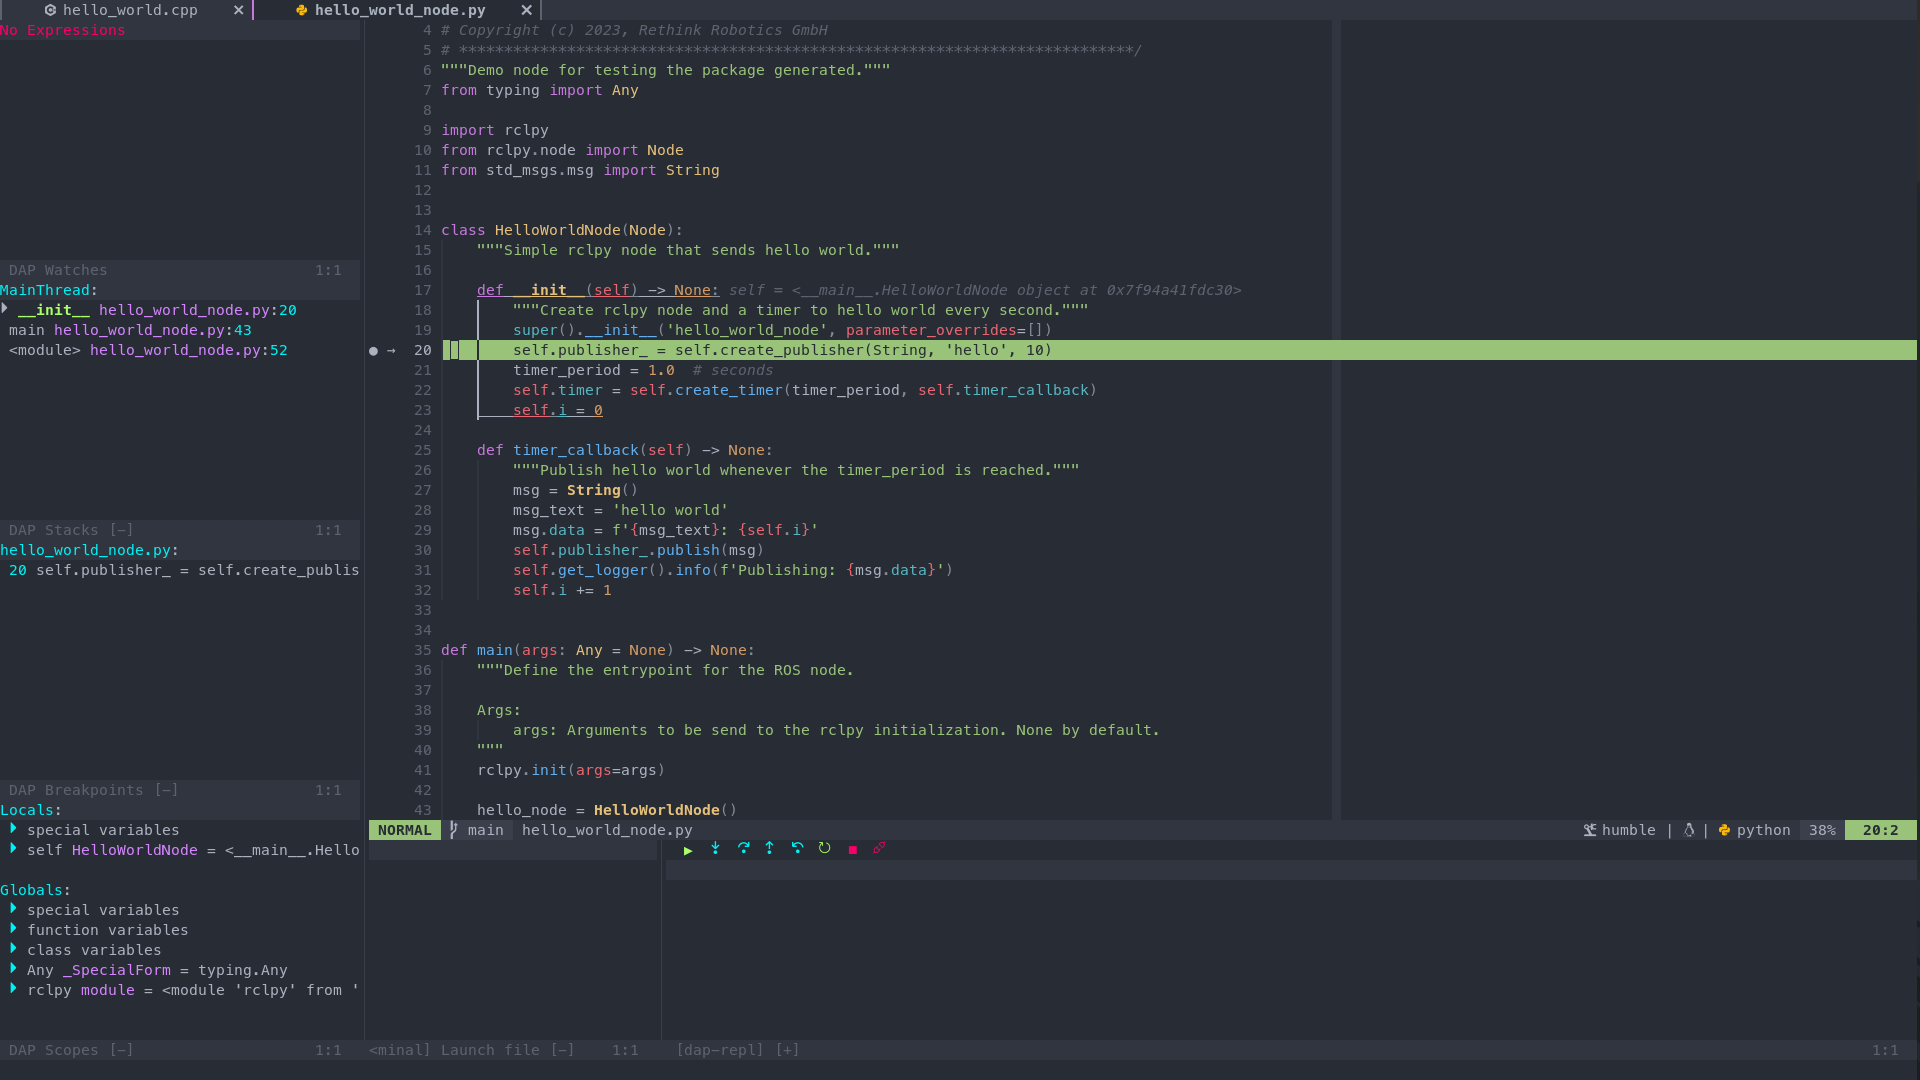 hello_world.cpp ✕ hello_world_node.py ✕
No Expressions
DAP Watches 1:1
MainThread:
__init__ hello_world_node.py:20
main hello_world_node.py:43
<module> hello_world_node.py:52
DAP Stacks [-] 1:1
hello_world_node.py:
20 self.publisher_ = self.create_publis
DAP Breakpoints [-] 1:1
Locals:
special variables
self HelloWorldNode = <__main__.Hello
Globals:
special variables
function variables
class variables
Any _SpecialForm = typing.Any
rclpy module = <module 'rclpy' from '
DAP Scopes [-] 1:1
4 # Copyright (c) 2023, Rethink Robotics GmbH
5 # ***************************************************************************/
6 """Demo node for testing the package generated."""
7 from typing import Any
8
9 import rclpy
10 from rclpy.node import Node
11 from std_msgs.msg import String
12
13
14 class HelloWorldNode(Node):
15     """Simple rclpy node that sends hello world."""
16
17     def __init__(self) -> None: self = <__main__.HelloWorldNode object at 0x7f94a41fdc30>
18         """Create rclpy node and a timer to hello world every second."""
19         super().__init__('hello_world_node', parameter_overrides=[])
● → 20         self.publisher_ = self.create_publisher(String, 'hello', 10)
21         timer_period = 1.0  # seconds
22         self.timer = self.create_timer(timer_period, self.timer_callback)
23         self.i = 0
24
25     def timer_callback(self) -> None:
26         """Publish hello world whenever the timer_period is reached."""
27         msg = String()
28         msg_text = 'hello world'
29         msg.data = f'{msg_text}: {self.i}'
30         self.publisher_.publish(msg)
31         self.get_logger().info(f'Publishing: {msg.data}')
32         self.i += 1
33
34
35 def main(args: Any = None) -> None:
36     """Define the entrypoint for the ROS node.
37
38     Args:
39         args: Arguments to be send to the rclpy initialization. None by default.
40     """
41     rclpy.init(args=args)
42
43     hello_node = HelloWorldNode()
NORMAL main hello_world_node.py humble | | python 38% 20:2
<minal] Launch file [-] 1:1 [dap-repl] [+] 1:1